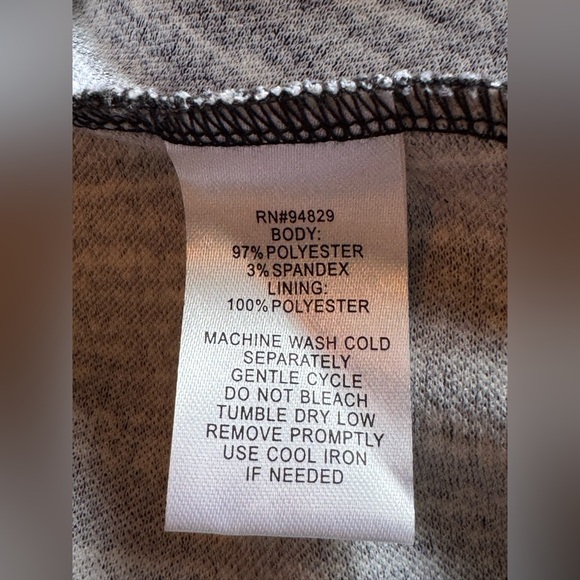 RN#94829
BODY:
97% POLYESTER
3% SPANDEX
LINING:
100% POLYESTER
MACHINE WASH COLD
SEPARATELY
GENTLE CYCLE
DO NOT BLEACH
TUMBLE DRY LOW
REMOVE PROMPTLY
USE COOL IRON
IF NEEDED